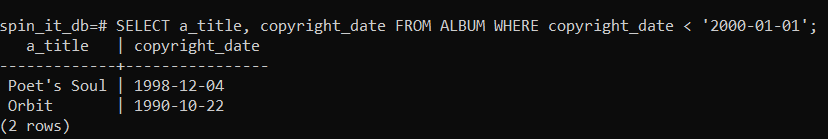 spin_it_db=# SELECT a_title, copyright_date FROM ALBUM WHERE copyright_date < '2000-01-01';
   a_title   | copyright_date
-------------+----------------
 Poet's Soul | 1998-12-04
 Orbit       | 1990-10-22
(2 rows)